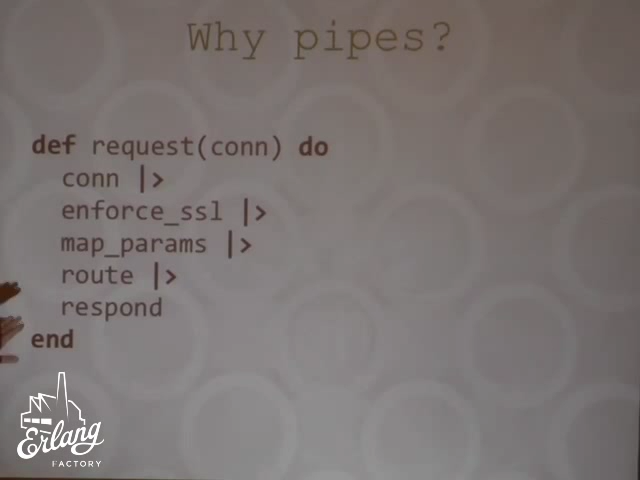 Why pipes?
def request(conn) do
  conn |>
  enforce_ssl |>
  map_params |>
  route |>
  respond
end
Erlang
FACTORY